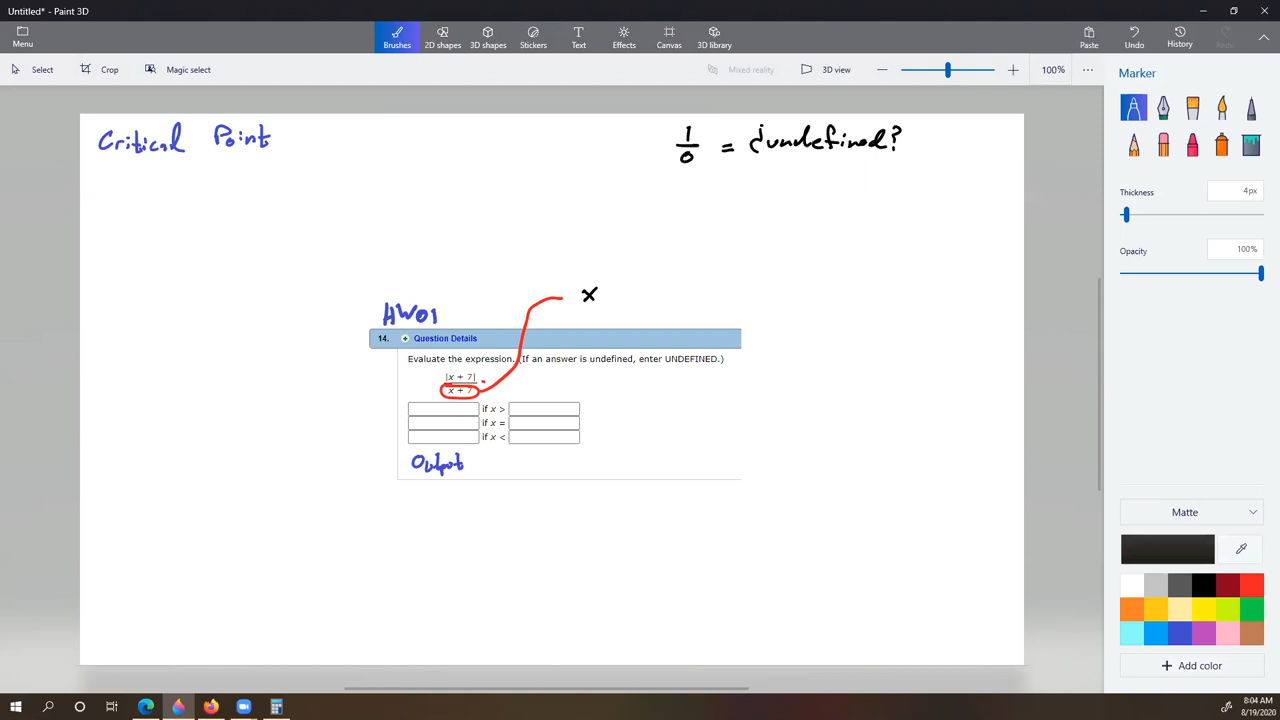 Untitled* - Paint 3D
Menu
Brushes
2D shapes
3D shapes
Stickers
Text
Effects
Canvas
3D library
Paste
Undo
History
Redo
Select
Crop
Magic select
Mixed reality
3D view
100%
Marker
Critical Point
1/0 = ¿undefined?
Thickness
4px
Opacity
100%
x
HW01
14. Question Details
Evaluate the expression. (If an answer is undefined, enter UNDEFINED.)
|x + 7|
x + 7
if x >
if x =
if x <
Output
Matte
Add color
8:04 AM
8/19/2020